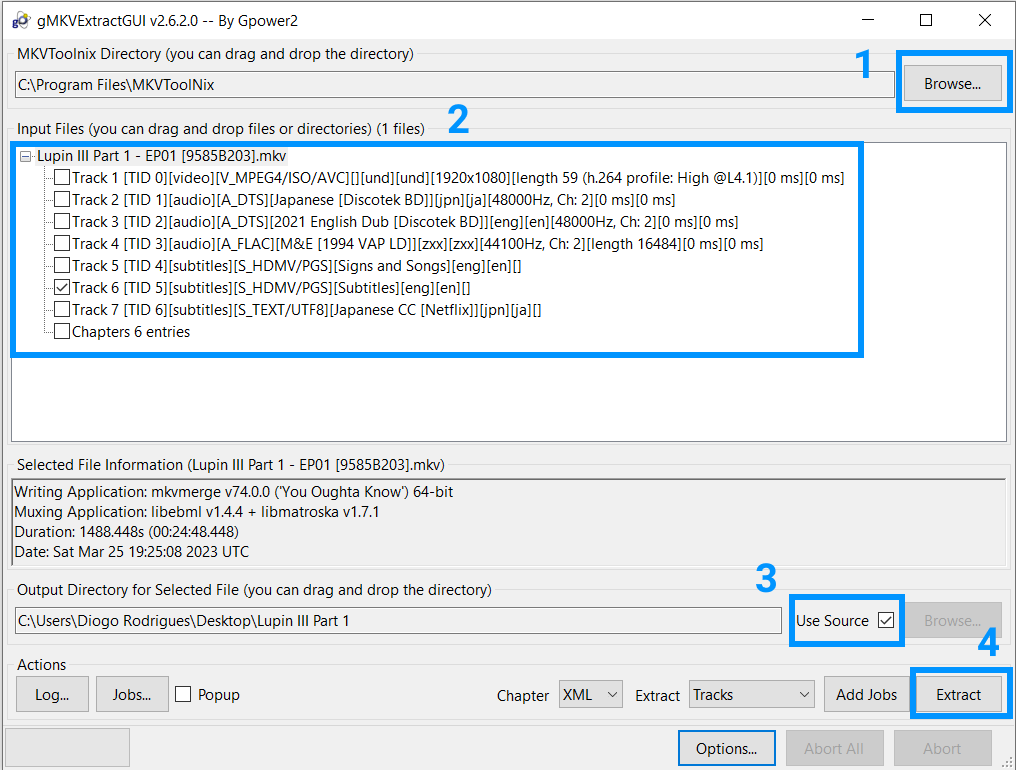 gMKVExtractGUI v2.6.2.0 -- By Gpower2
MKVToolnix Directory (you can drag and drop the directory)
1
C:\Program Files\MKVToolNix
Browse...
Input Files (you can drag and drop files or directories) (1 files)
2
Lupin III Part 1 - EP01 [9585B203].mkv
Track 1 [TID 0][video][V_MPEG4/ISO/AVC][][und][und][1920x1080][length 59 (h.264 profile: High @L4.1)][0 ms][0 ms]
Track 2 [TID 1][audio][A_DTS][Japanese [Discotek BD]][jpn][ja][48000Hz, Ch: 2][0 ms][0 ms]
Track 3 [TID 2][audio][A_DTS][2021 English Dub [Discotek BD]][eng][en][48000Hz, Ch: 2][0 ms][0 ms]
Track 4 [TID 3][audio][A_FLAC][M&E [1994 VAP LD]][zxx][zxx][44100Hz, Ch: 2][length 16484][0 ms][0 ms]
Track 5 [TID 4][subtitles][S_HDMV/PGS][Signs and Songs][eng][en][]
Track 6 [TID 5][subtitles][S_HDMV/PGS][Subtitles][eng][en][]
Track 7 [TID 6][subtitles][S_TEXT/UTF8][Japanese CC [Netflix]][jpn][ja][]
Chapters 6 entries
Selected File Information (Lupin III Part 1 - EP01 [9585B203].mkv)
Writing Application: mkvmerge v74.0.0 ('You Oughta Know') 64-bit
Muxing Application: libebml v1.4.4 + libmatroska v1.7.1
Duration: 1488.448s (00:24:48.448)
Date: Sat Mar 25 19:25:08 2023 UTC
Output Directory for Selected File (you can drag and drop the directory)
3
C:\Users\Diogo Rodrigues\Desktop\Lupin III Part 1
Use Source
Browse...
4
Actions
Log...
Jobs...
Popup
Chapter
XML
Extract
Tracks
Add Jobs
Extract
Options...
Abort All
Abort